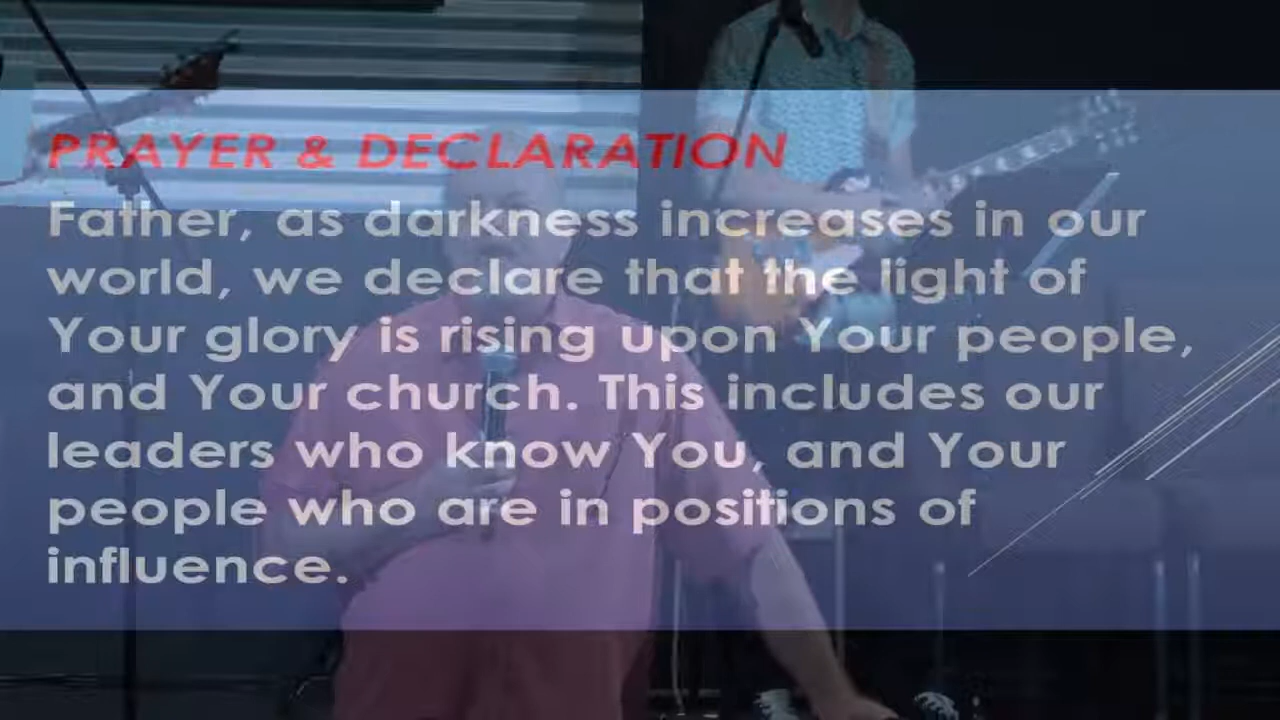 PRAYER & DECLARATION
Father, as darkness increases in our
world, we declare that the light of
Your glory is rising upon Your people,
and Your church. This includes our
leaders who know You, and Your
people who are in positions of
influence.